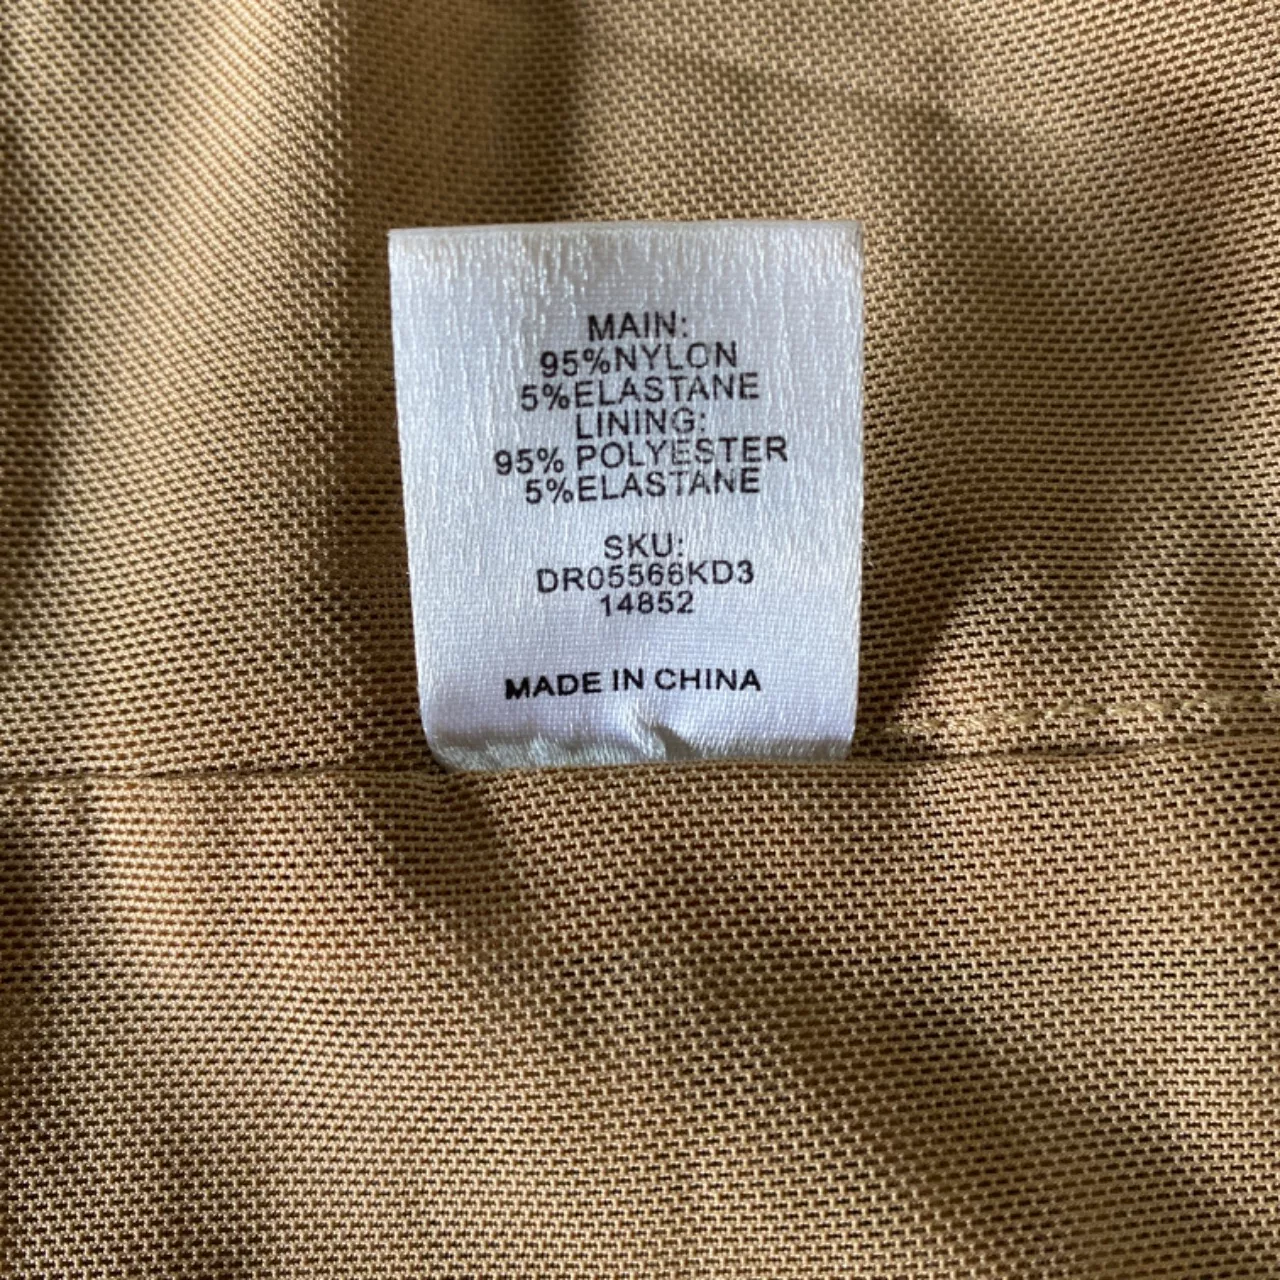 MAIN:
95%NYLON
5%ELASTANE
LINING:
95% POLYESTER
5%ELASTANE
SKU:
DR05566KD3
14852
MADE IN CHINA